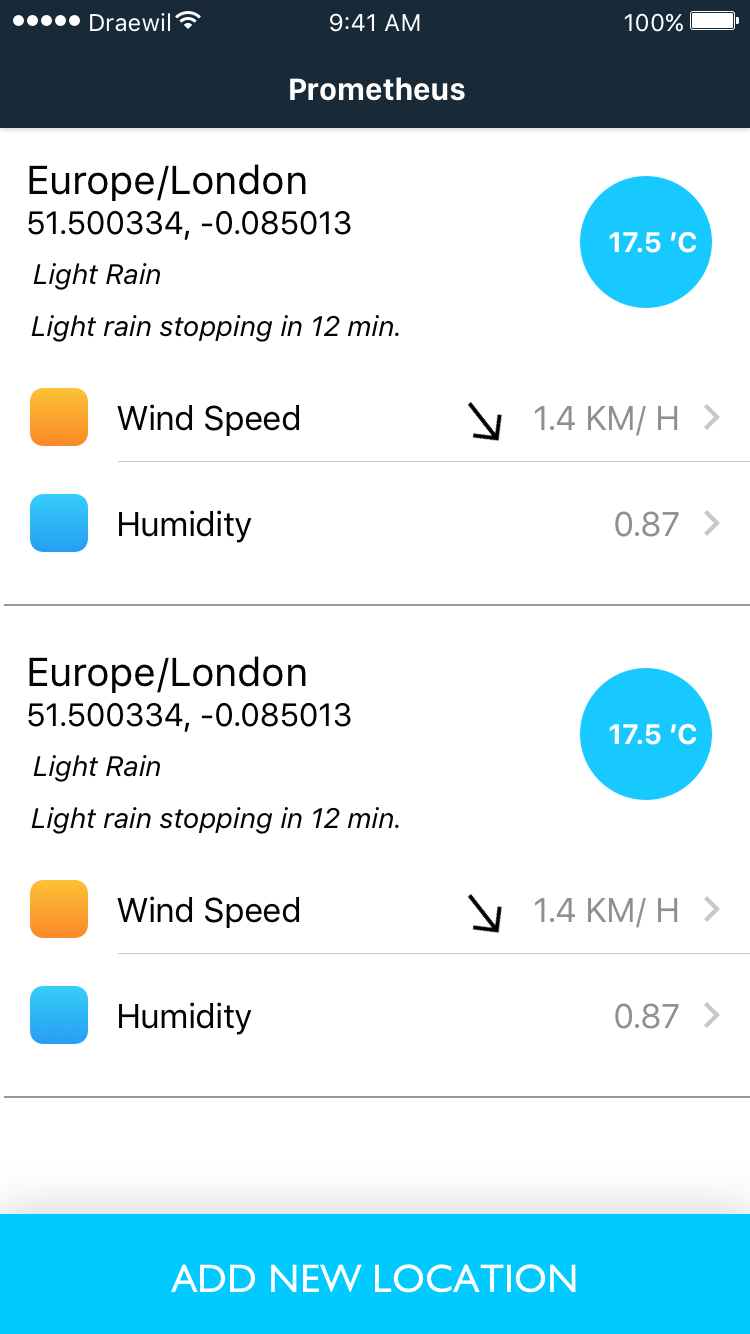 Draewil 9:41 AM 100%
Prometheus
Europe/London
51.500334, -0.085013
17.5 'C
Light Rain
Light rain stopping in 12 min.
Wind Speed 1.4 KM/ H
Humidity 0.87
Europe/London
51.500334, -0.085013
17.5 'C
Light Rain
Light rain stopping in 12 min.
Wind Speed 1.4 KM/ H
Humidity 0.87
ADD NEW LOCATION